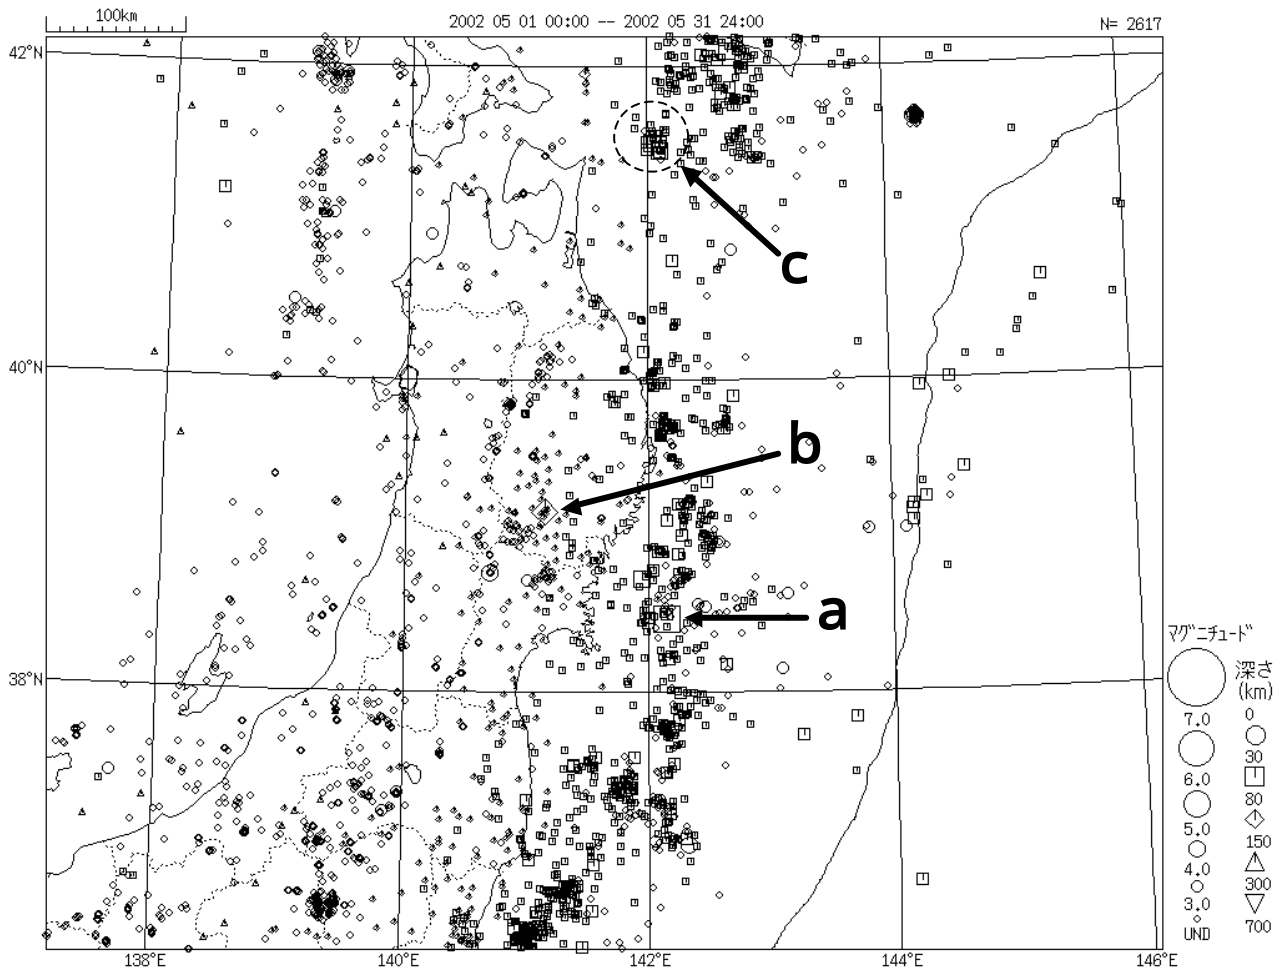 100km
2002 05 01 00:00 -- 2002 05 31 24:00
N= 2617
42°N
c
40°N
b
a
38°N
138°E
140°E
142°E
144°E
146°E
ﾏｸﾞﾆﾁｭｰﾄﾞ
7.0
6.0
5.0
4.0
3.0
UND
深さ
(km)
0
30
80
150
300
700